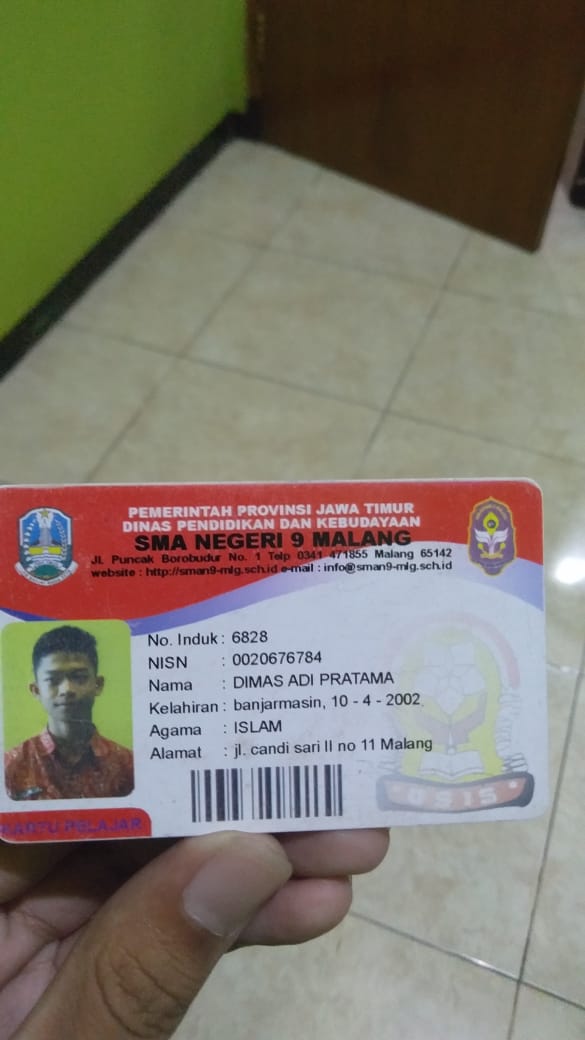 PEMERINTAH PROVINSI JAWA TIMUR
DINAS PENDIDIKAN DAN KEBUDAYAAN
SMA NEGERI 9 MALANG
Jl. Puncak Borobudur No. 1 Telp 0341 471855 Malang 65142
website : http://sman9-mlg.sch.id e-mail : info@sman9-mlg.sch.id
No. Induk : 6828
NISN : 0020676784
Nama : DIMAS ADI PRATAMA
Kelahiran : banjarmasin, 10 - 4 - 2002
Agama : ISLAM
Alamat : jl. candi sari II no 11 Malang
KARTU PELAJAR
OSIS